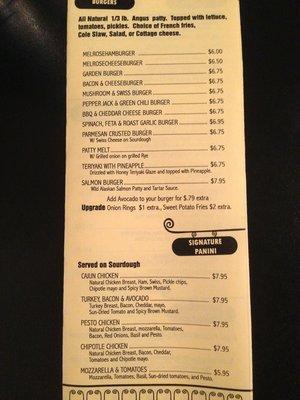 BURGERS
All Natural 1/3 lb. Angus patty. Topped with lettuce,
tomatoes, pickles. Choice of French fries,
Cole Slaw, Salad, or Cottage cheese.
MELROSEHAMBURGER $6.00
MELROSECHEESEBURGER $6.50
GARDEN BURGER $6.75
BACON & CHEESEBURGER $6.75
MUSHROOM & SWISS BURGER $6.75
PEPPER JACK & GREEN CHILI BURGER $6.75
BBQ & CHEDDAR CHEESE BURGER $6.75
SPINACH, FETA & ROAST GARLIC BURGER $6.95
PARMESAN CRUSTED BURGER $6.75
W/ Swiss Cheese on Sourdough
PATTY MELT $6.75
W/ Grilled onion on grilled Rye
TERIYAKI WITH PINEAPPLE $6.75
Drizzled with Honey Teriyaki Glaze and topped with Pineapple.
SALMON BURGER $7.95
Wild Alaskan Salmon Patty and Tartar Sauce.
Add Avocado to your burger for $.79 extra
Upgrade Onion Rings $1 extra., Sweet Potato Fries $2 extra.
SIGNATURE
PANINI
Served on Sourdough
CAJUN CHICKEN $7.95
Natural Chicken Breast, Ham, Swiss, Pickle chips,
Chipotle mayo and Spicy Brown Mustard.
TURKEY, BACON & AVOCADO $7.95
Turkey Breast, Bacon, Cheddar, mayo,
Sun-Dried Tomato and Spicy Brown Mustard.
PESTO CHICKEN $7.95
Natural Chicken Breast, mozzarella, Tomatoes,
Bacon, Red Onions, Basil and Pesto.
CHIPOTLE CHICKEN $7.95
Natural Chicken Breast, Bacon, Cheddar,
Tomatoes and Chipotle mayo.
MOZZARELLA & TOMATOES $5.95
Mozzarella, Tomatoes, Basil, Sun-dried tomatoes, and Pesto.